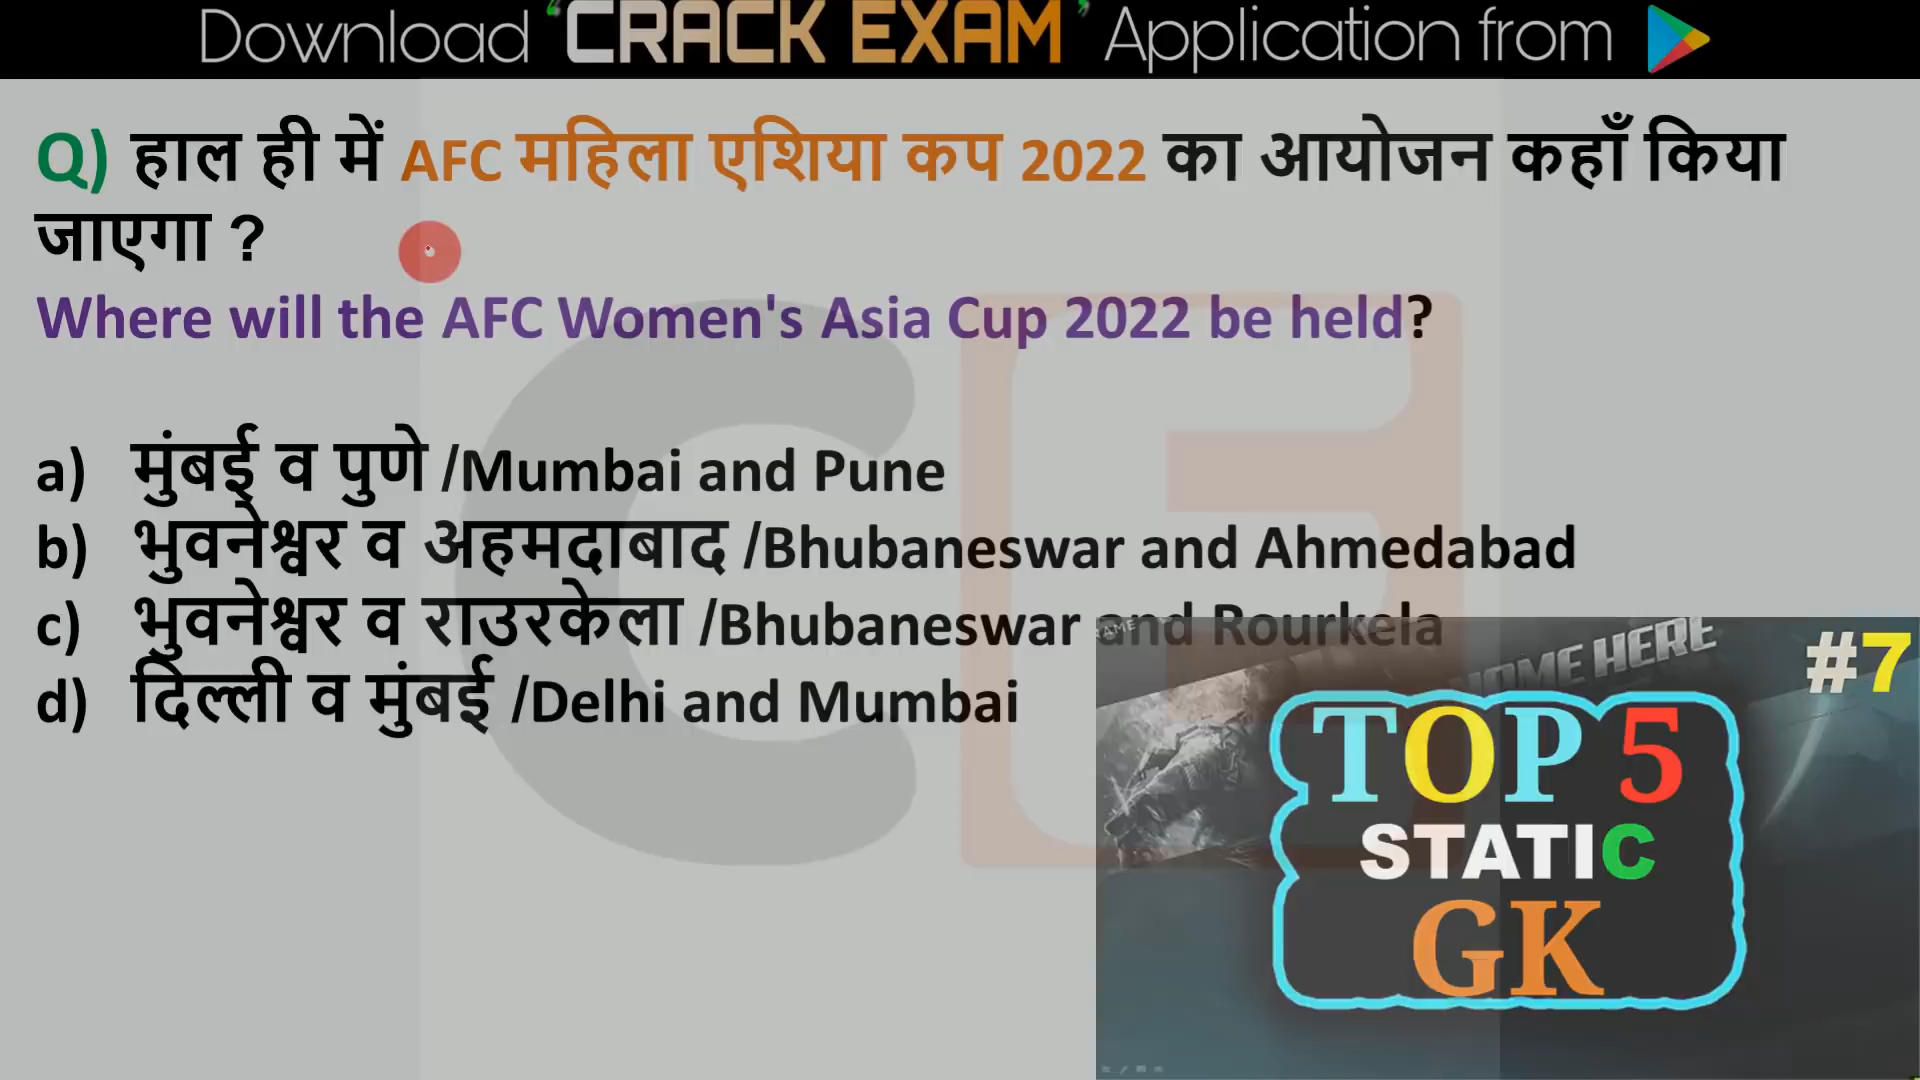 Download ‘CRACK EXAM’ Application from
Q) हाल ही में AFC महिला एशिया कप 2022 का आयोजन कहाँ किया
जाएगा ?
Where will the AFC Women's Asia Cup 2022 be held?
a) मुंबई व पुणे /Mumbai and Pune
b) भुवनेश्वर व अहमदाबाद /Bhubaneswar and Ahmedabad
c) भुवनेश्वर व राउरकेला /Bhubaneswar and Rourkela
d) दिल्ली व मुंबई /Delhi and Mumbai
HERE
#7
TOP 5
STATIC
GK